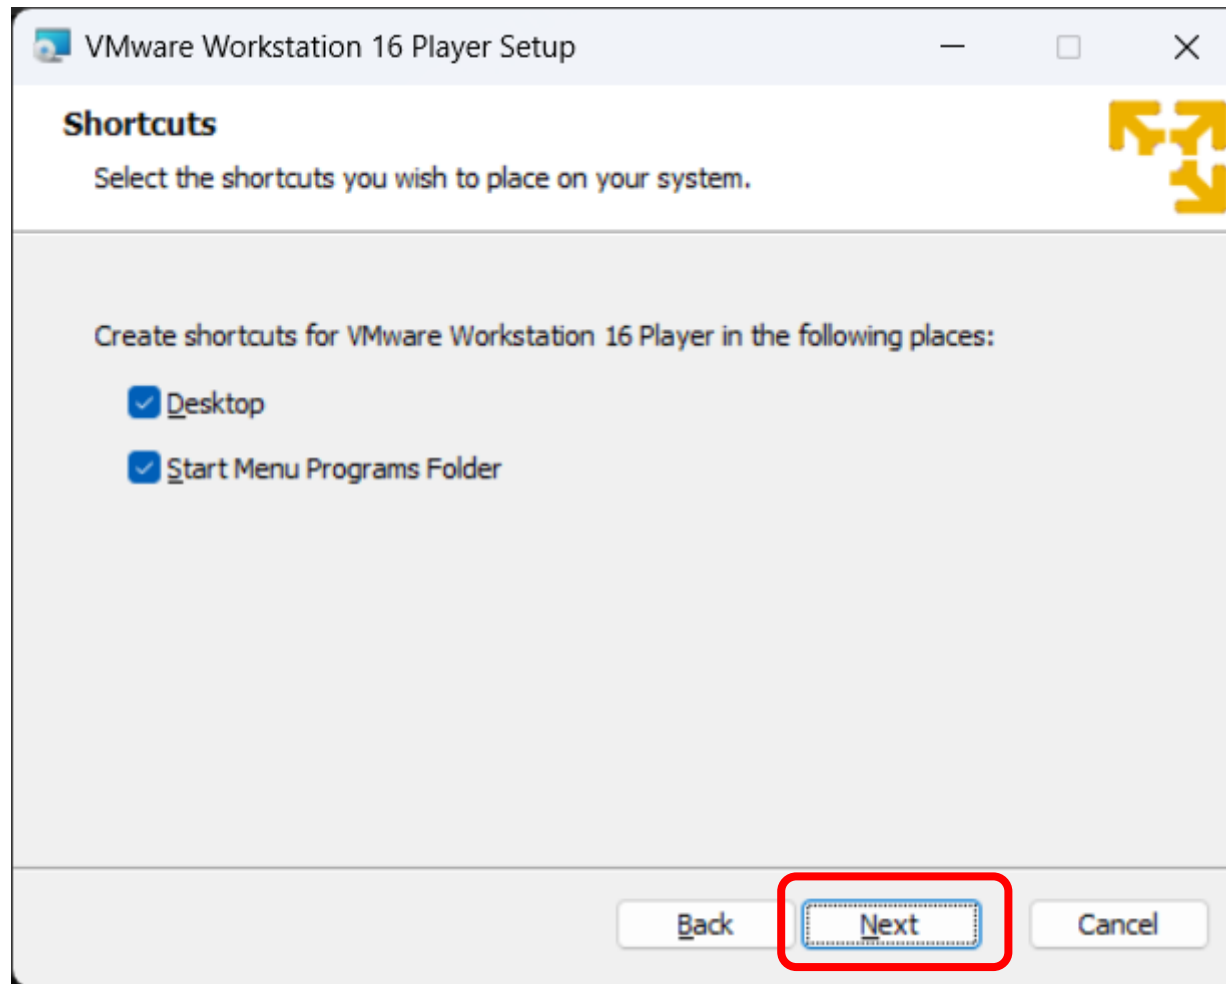 VMware Workstation 16 Player Setup
Shortcuts
Select the shortcuts you wish to place on your system.
Create shortcuts for VMware Workstation 16 Player in the following places:
Desktop
Start Menu Programs Folder
Back
Next
Cancel